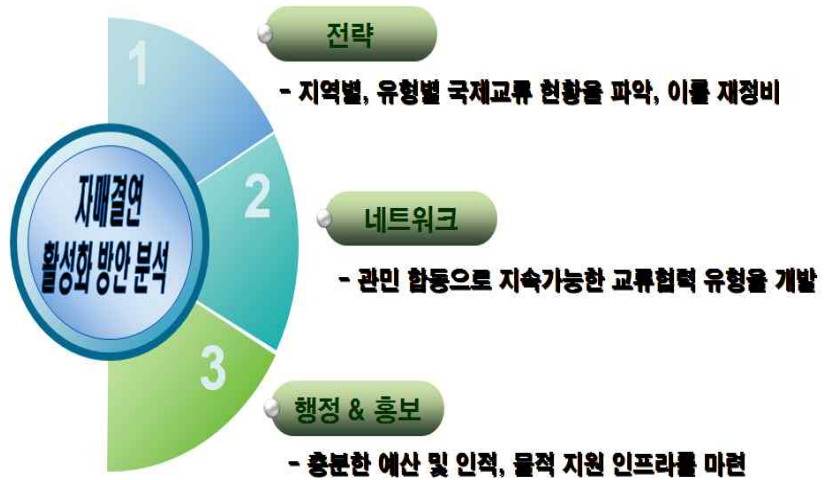 1
전략
- 지역별, 유형별 국제교류 현황을 파악, 이를 재정비
자매결연
활성화 방안 분석
2
네트워크
- 관민 합동으로 지속가능한 교류협력 유형을 개발
3
행정 & 홍보
- 충분한 예산 및 인적, 물적 지원 인프라를 마련